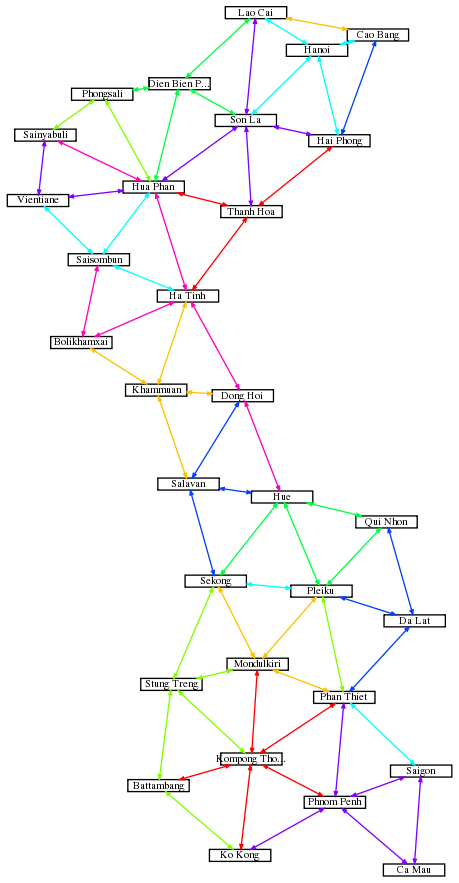 Lao Cai
Cao Bang
Hanoi
Dien Bien P...
Phongsali
Son La
Sainyabuli
Hai Phong
Hua Phan
Vientiane
Thanh Hoa
Saisombun
Ha Tinh
Bolikhamxai
Khammuan
Dong Hoi
Salavan
Hue
Qui Nhon
Sekong
Pleiku
Da Lat
Mondulkiri
Stung Treng
Phan Thiet
Kompong Tho...
Saigon
Battambang
Phnom Penh
Ko Kong
Ca Mau